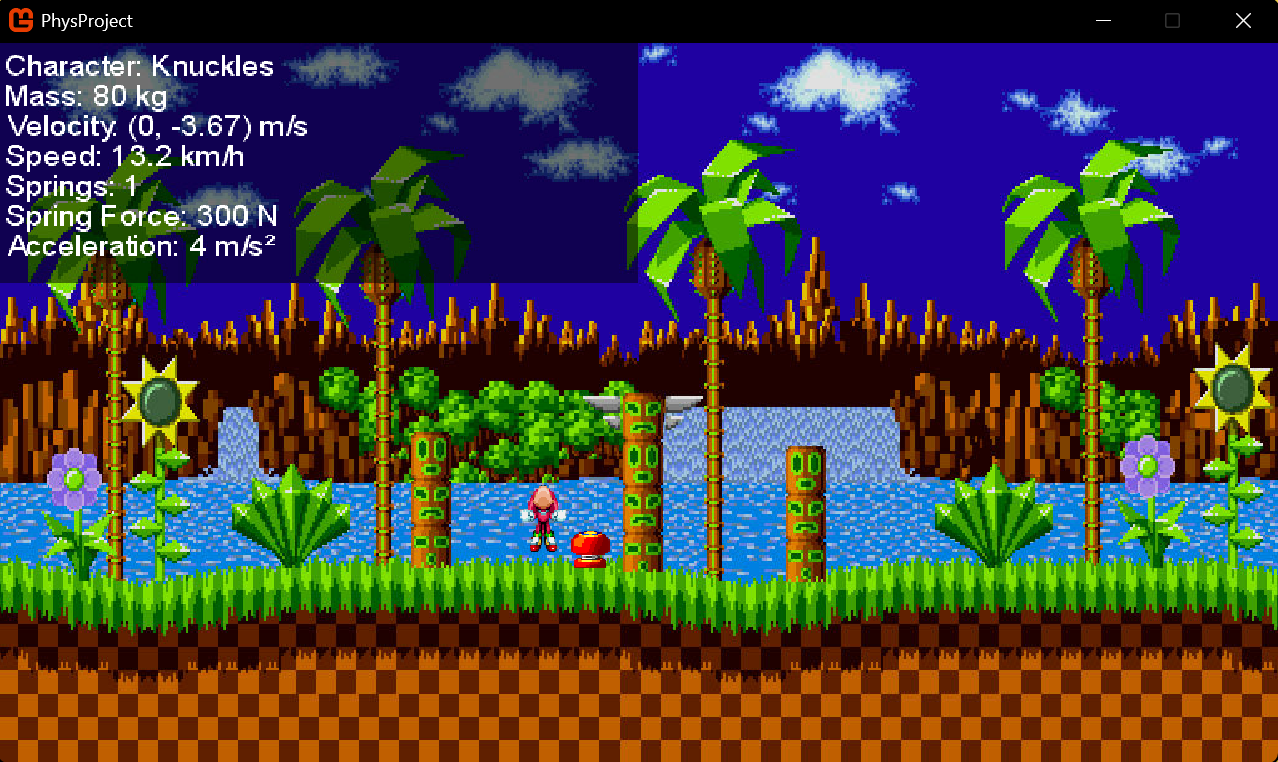 PhysProject
Character: Knuckles
Mass: 80 kg
Velocity: (0, -3.67) m/s
Speed: 13.2 km/h
Springs: 1
Spring Force: 300 N
Acceleration: 4 m/s²